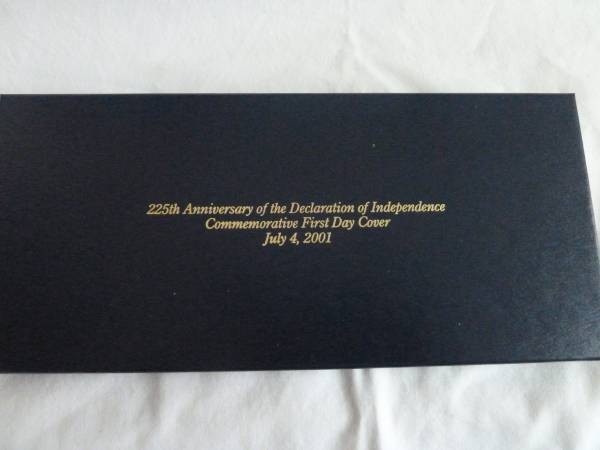 225th Anniversary of the Declaration of Independence
Commemorative First Day Cover
July 4, 2001